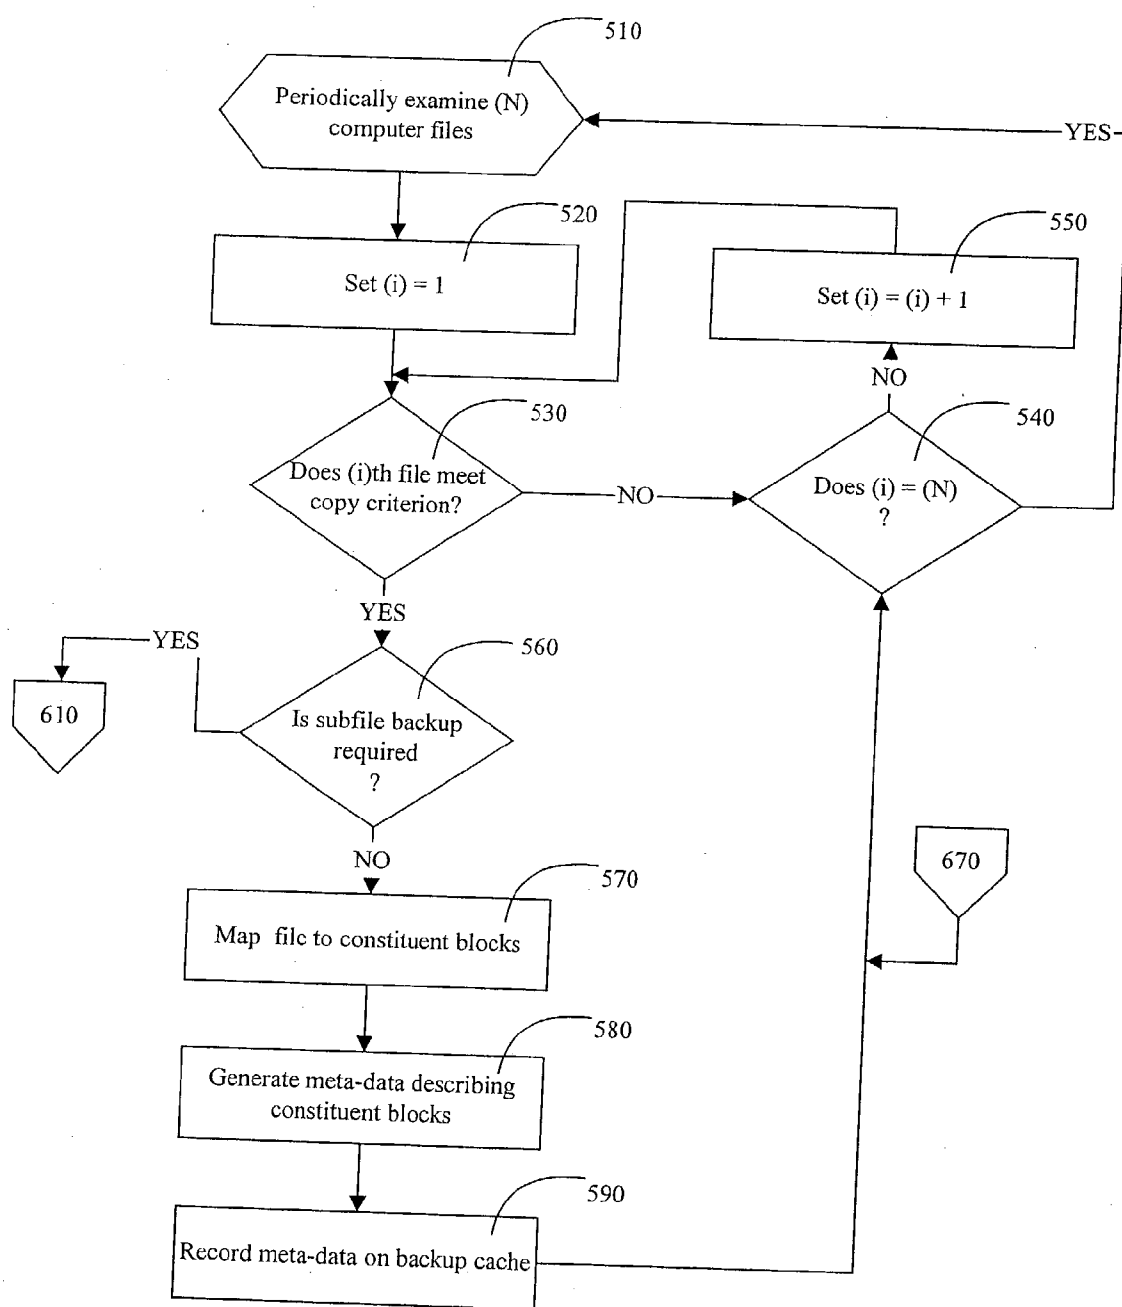 510
Periodically examine (N)
computer files
YES
520
Set (i) = 1
550
Set (i) = (i) + 1
NO
530
Does (i)th file meet
copy criterion?
NO
540
Does (i) = (N)
?
YES
YES
560
Is subfile backup
required
?
610
NO
670
570
Map file to constituent blocks
580
Generate meta-data describing
constituent blocks
590
Record meta-data on backup cache